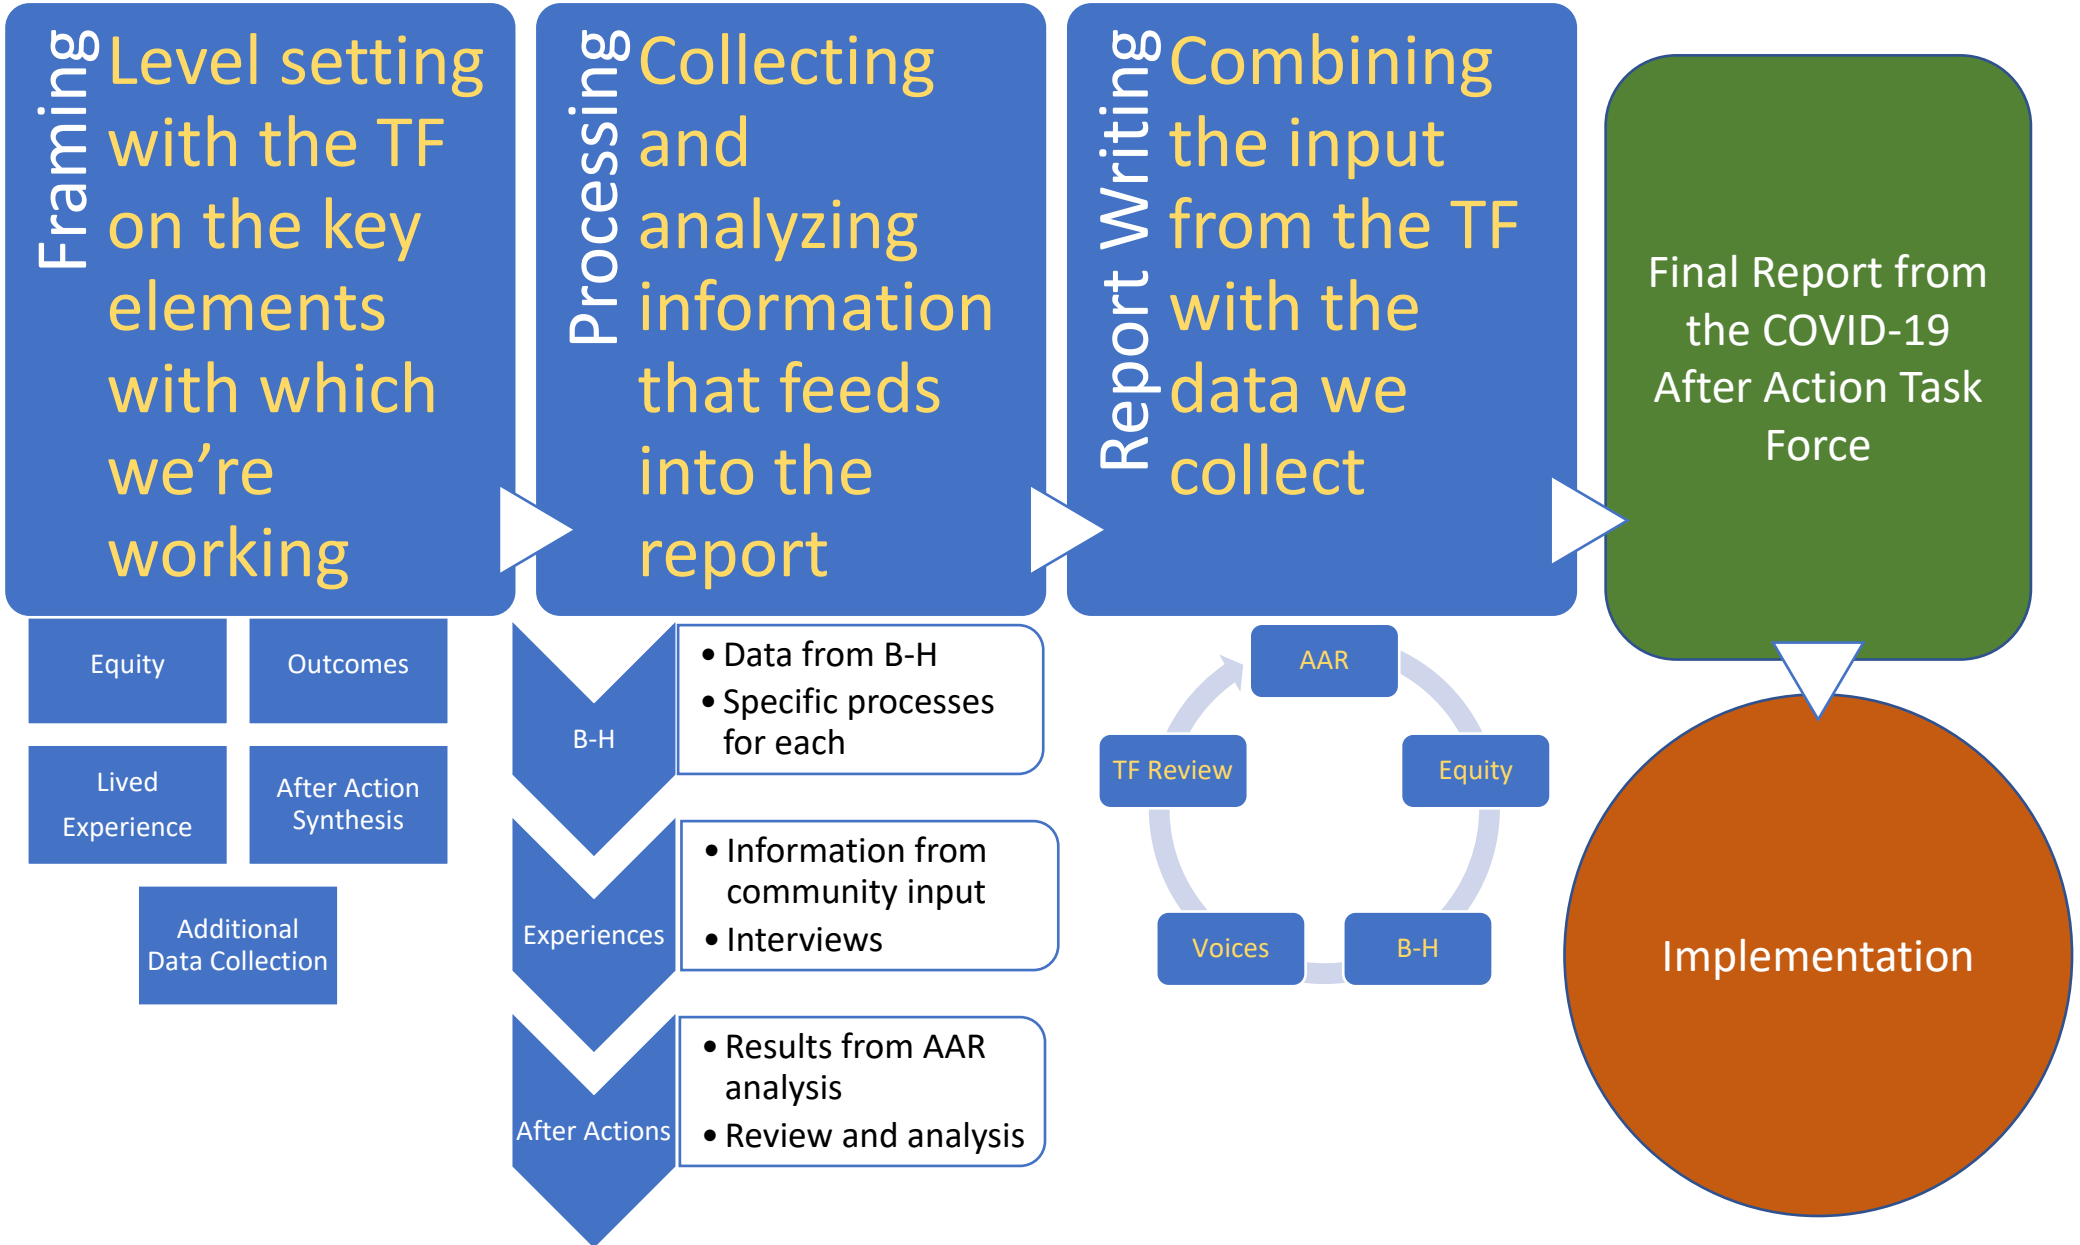 Framing
Level setting
with the TF
on the key
elements
with which
we’re
working
Equity
Outcomes
Lived
Experience
After Action
Synthesis
Additional
Data Collection
Processing
Collecting
and
analyzing
information
that feeds
into the
report
B-H
• Data from B-H
• Specific processes
for each
Experiences
• Information from
community input
• Interviews
After Actions
• Results from AAR
analysis
• Review and analysis
Report Writing
Combining
the input
from the TF
with the
data we
collect
AAR
Equity
B-H
Voices
TF Review
Final Report from
the COVID-19
After Action Task
Force
Implementation